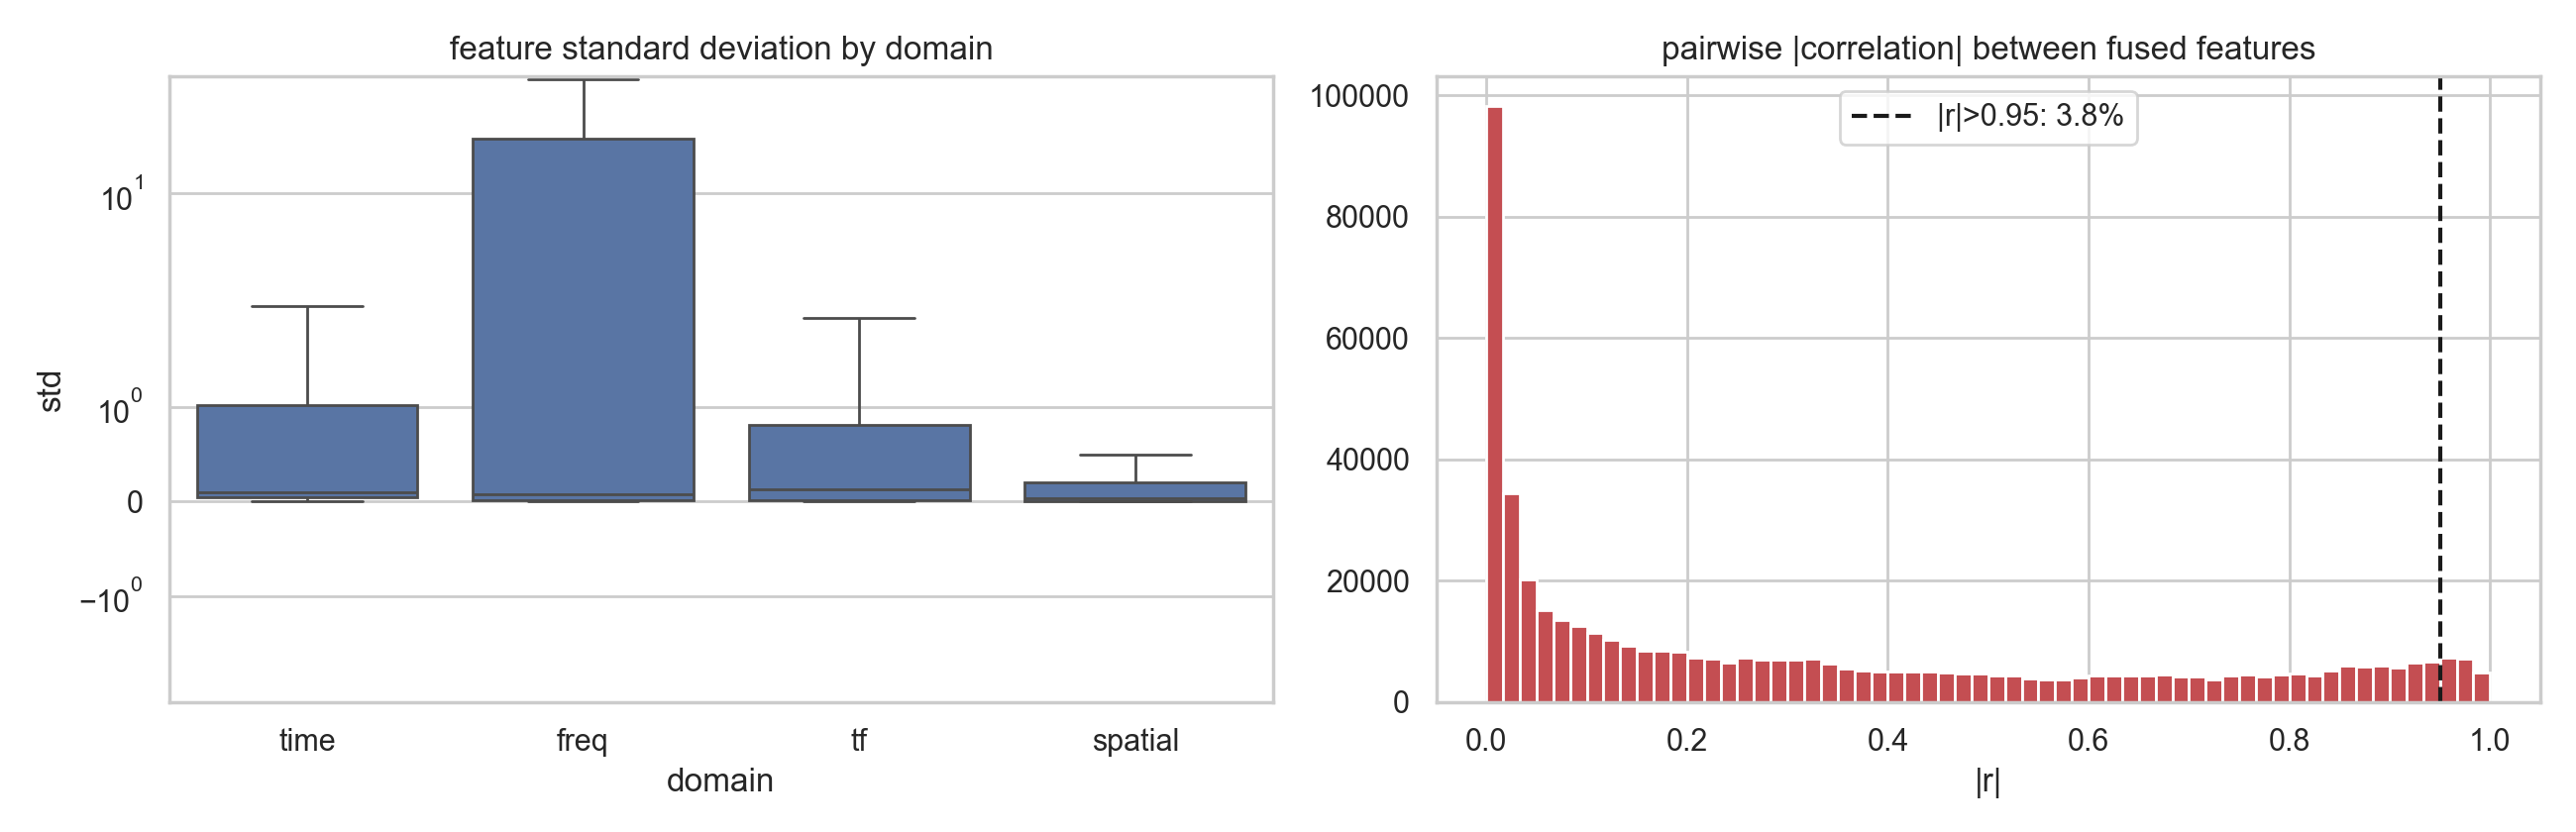 feature standard deviation by domain
std
10^1
10^0
0
−10^0
time freq tf spatial
domain
pairwise |correlation| between fused features
|r|>0.95: 3.8%
100000
80000
60000
40000
20000
0
0.0 0.2 0.4 0.6 0.8 1.0
|r|